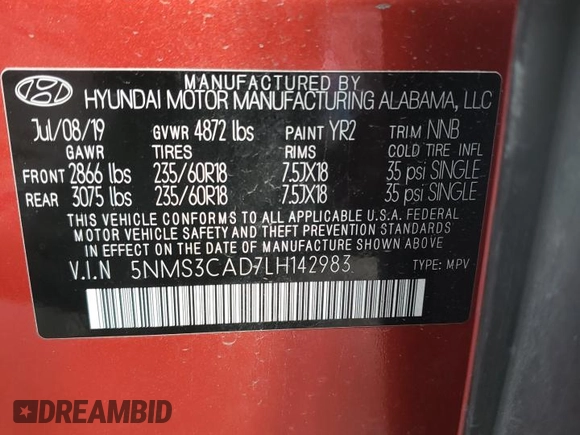 MANUFACTURED BY
HYUNDAI MOTOR MANUFACTURING ALABAMA, LLC
Jul/08/19 GVWR 4872 lbs PAINT YR2 TRIM NNB
GAWR TIRES RIMS COLD TIRE INFL
FRONT 2866 lbs 235/60R18 7.5JX18 35 psi SINGLE
REAR 3075 lbs 235/60R18 7.5JX18 35 psi SINGLE
THIS VEHICLE CONFORMS TO ALL APPLICABLE U.S.A. FEDERAL
MOTOR VEHICLE SAFETY AND THEFT PREVENTION STANDARDS
IN EFFECT ON THE DATE OF MANUFACTURE SHOWN ABOVE.
V.I.N 5NMS3CAD7LH142983 TYPE: MPV
DREAMBID